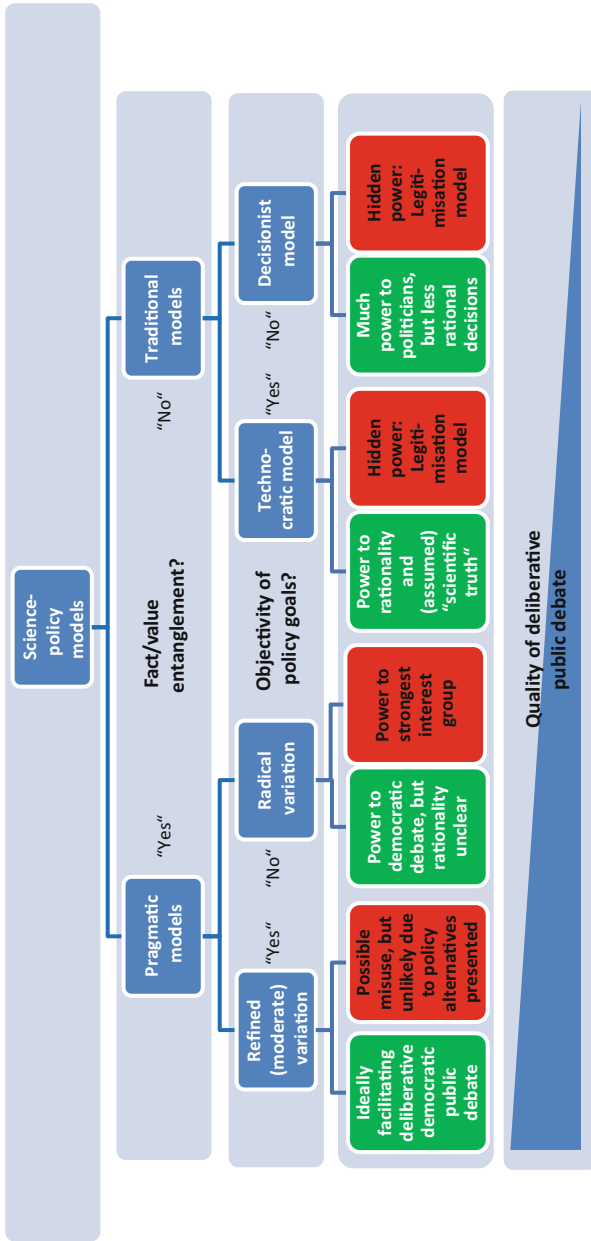 Science-
policy
models
Pragmatic
models
"Yes“
Fact/value
entanglement?
"No“
Traditional
models
Refined
(moderate)
variation
"Yes“
"No“
Radical
variation
Objectivity of
policy goals?
Techno-
cratic model
"Yes“
"No“
Decisionist
model
Ideally
facilitating
deliberative
democratic
public
debate
Possible
misuse, but
unlikely due
to policy
alternatives
presented
Power to
democratic
debate, but
rationality
unclear
Power to
strongest
interest
group
Power to
rationality
and
(assumed)
"scientific
truth“
Hidden
power:
Legiti-
misation
model
Much
power to
politicians,
but less
rational
decisions
Hidden
power:
Legiti-
misation
model
Quality of deliberative
public debate